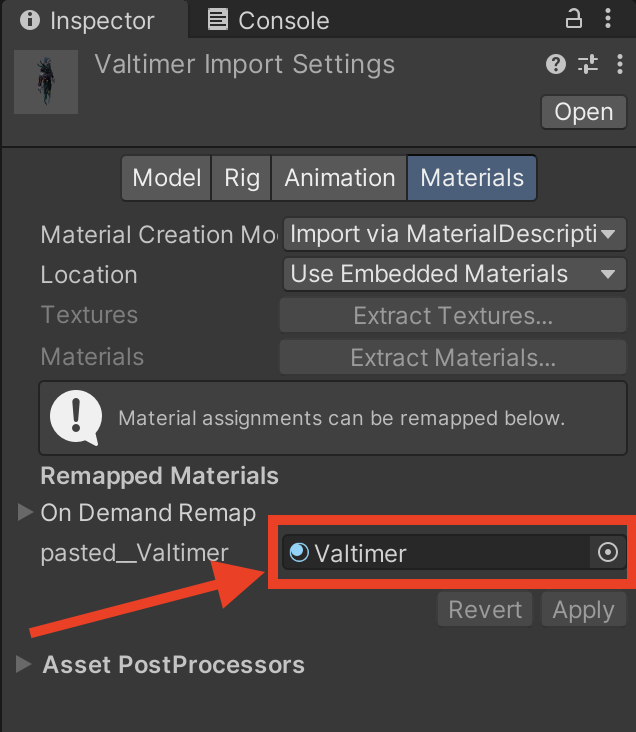 Inspector Console
Valtimer Import Settings
Open
Model Rig Animation Materials
Material Creation Mo Import via MaterialDescripti
Location Use Embedded Materials
Textures Extract Textures...
Materials Extract Materials...
Material assignments can be remapped below.
Remapped Materials
On Demand Remap
pasted__Valtimer Valtimer
Revert Apply
Asset PostProcessors